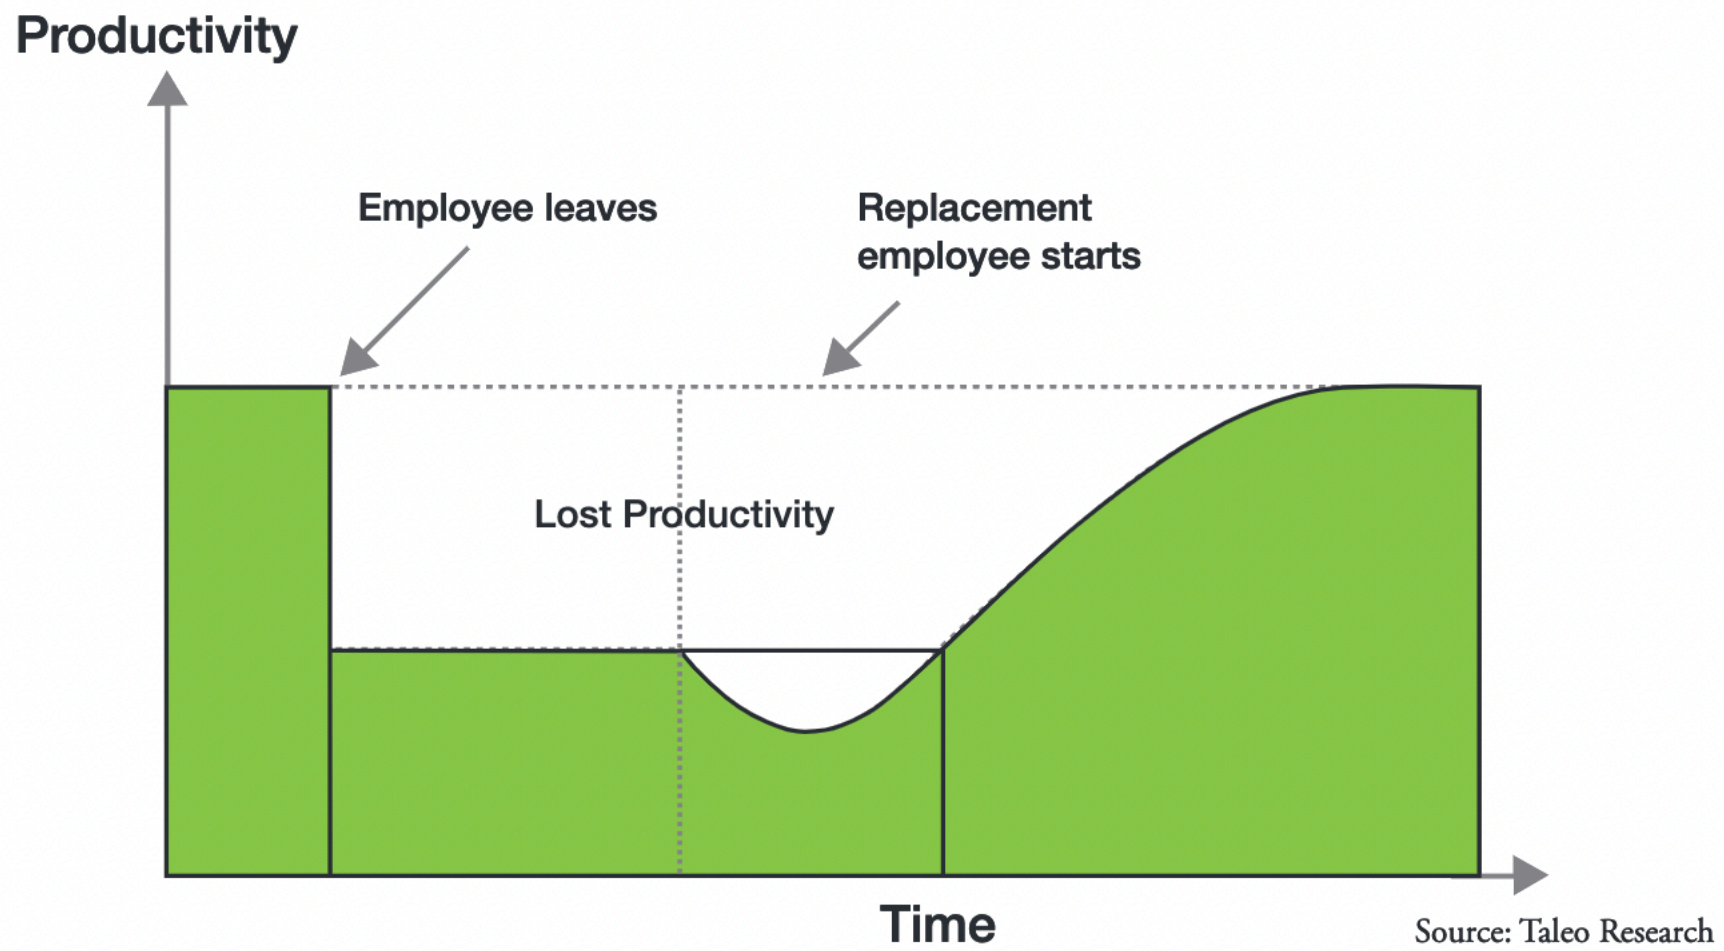 Productivity
Employee leaves
Replacement
employee starts
Lost Productivity
Time
Source: Taleo Research